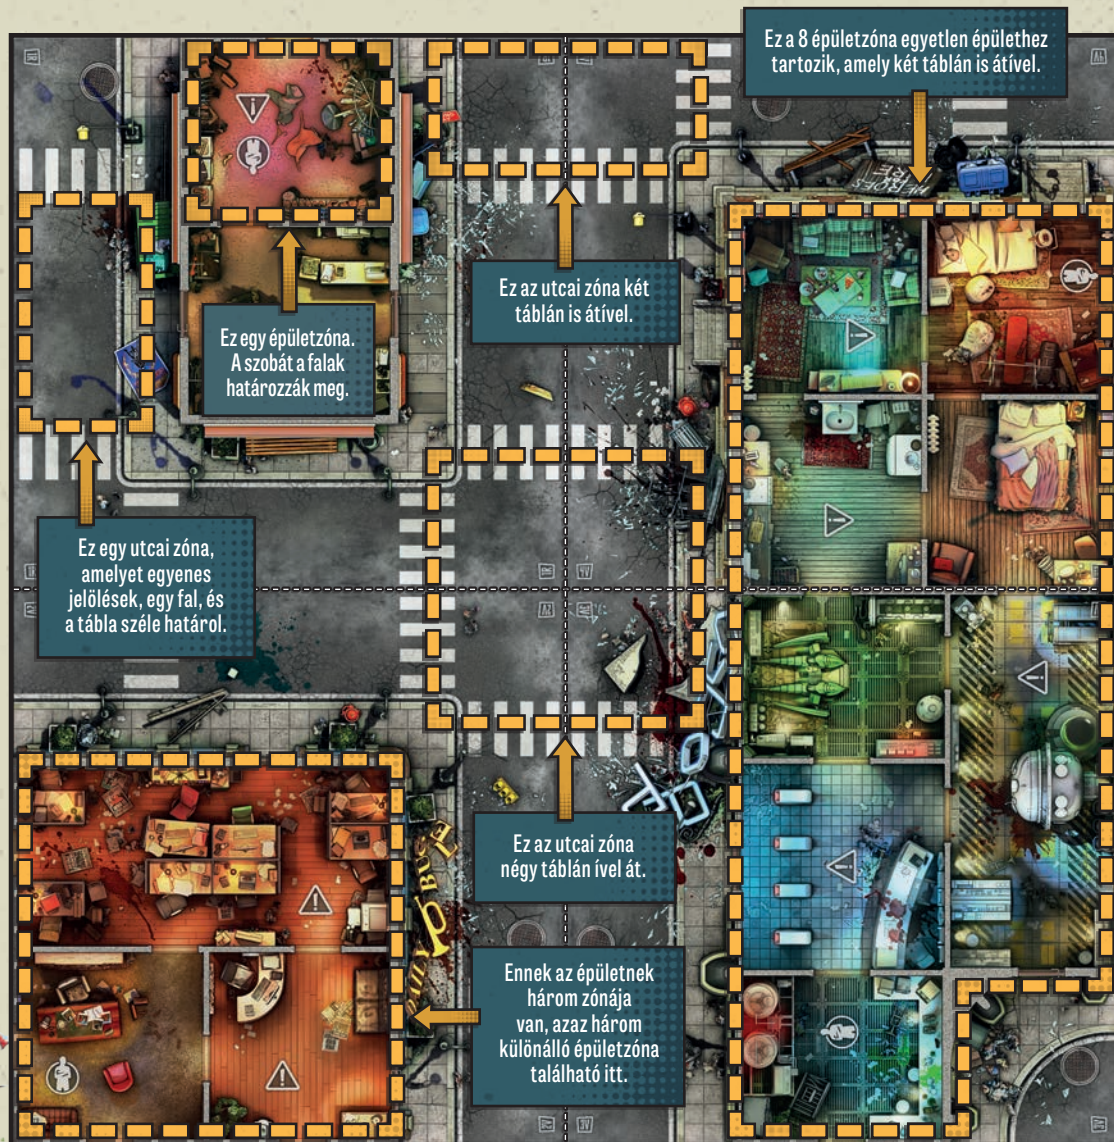 Ez a 8 épületzóna egyetlen épülethez
tartozik, amely két táblán is átível.
Ez az utcai zóna két
táblán is átível.
Ez egy épületzóna.
A szobát a falak
határozzák meg.
Ez egy utcai zóna,
amelyet egyenes
jelölések, egy fal, és
a tábla széle határol.
Ez az utcai zóna
négy táblán ível át.
Ennek az épületnek
három zónája
van, azaz három
különálló épületzóna
található itt.